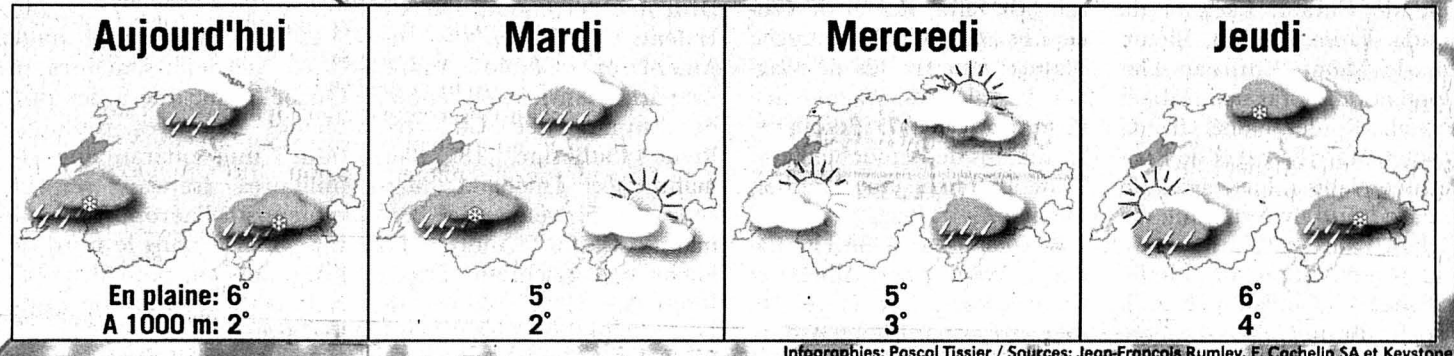 Aujourd'hui
En plaine: 6°
A 1000 m: 2°
Mardi
5°
2°
Mercredi
5°
3°
Jeudi
6°
4°
Infographies: Pascal Tissier / Sources: Jean-François Rumley, F. Cachelin SA et Keystone